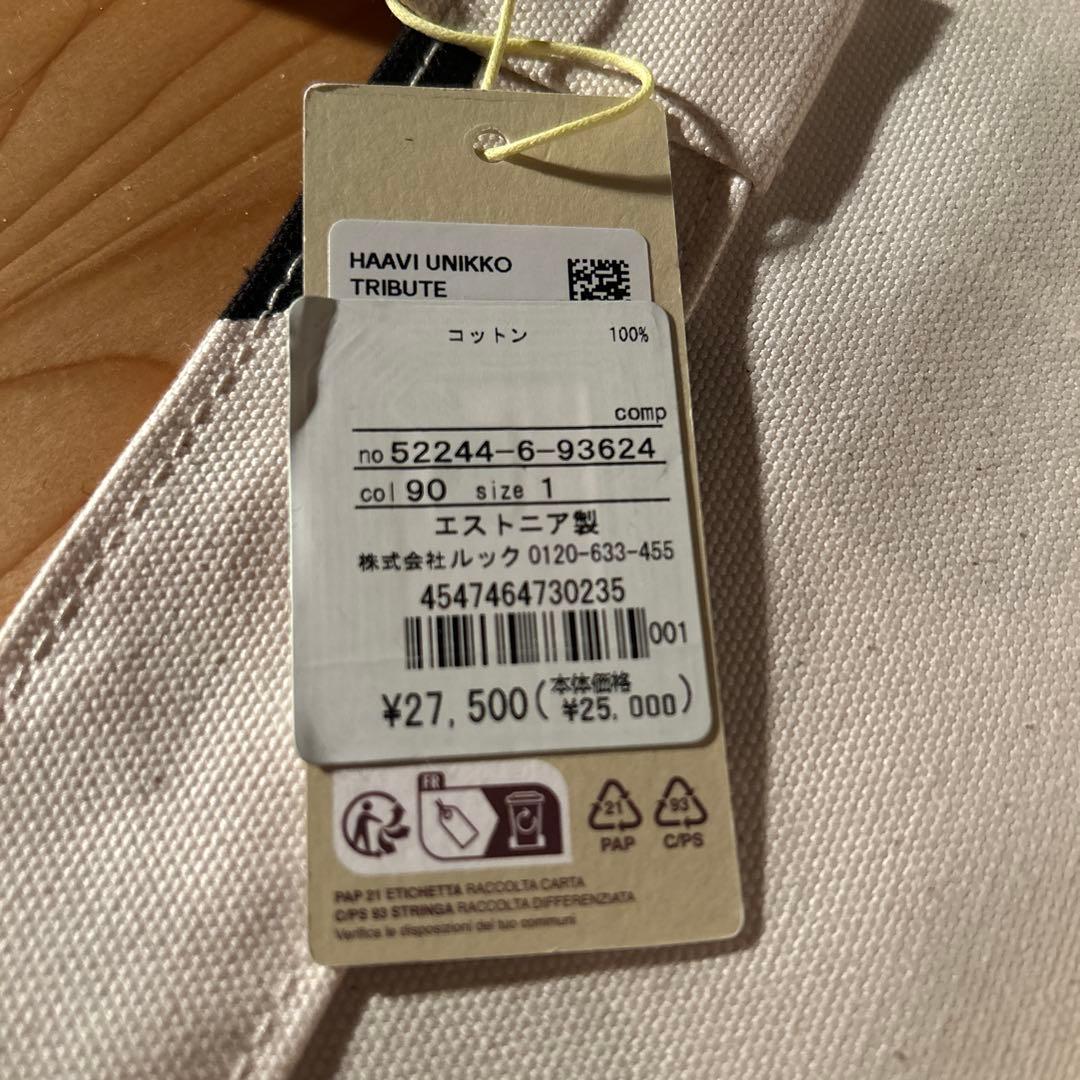 HAAVI UNIKKO
TRIBUTE
コットン 100%
comp
no 52244-6-93624
col 90 size 1
エストニア製
株式会社ルック 0120-633-455
4547464730235
001
¥27,500(本体価格 ¥25.000)
FR
21 93
PAP C/PS
PAP 21 ETICHETTA RACCOLTA CARTA
C/PS 93 STRINGA RACCOLTA DIFFERENZIATA
Verifica le disposizioni del tuo communi